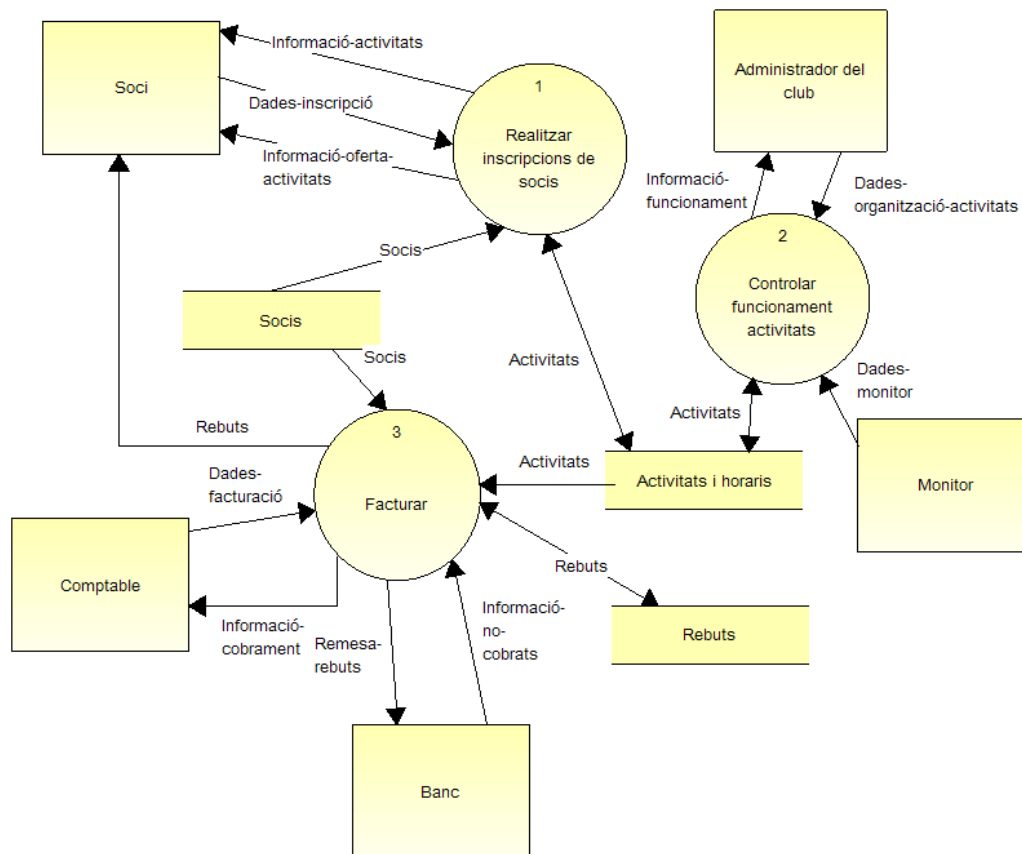 Informació-activitats
Soci
Dades-inscripció
Informació-oferta-
activitats
1
Realitzar
inscripcions de
socis
Administrador del
club
Informació-
funcionament
Dades-
organització-activitats
2
Controlar
funcionament
activitats
Socis
Socis
Socis
Activitats
Activitats
Dades-
monitor
Rebuts
3
Facturar
Activitats
Activitats i horaris
Monitor
Dades-
facturació
Comptable
Rebuts
Rebuts
Informació-
cobrament
Remesa-
rebuts
Informació-
no-
cobrats
Banc